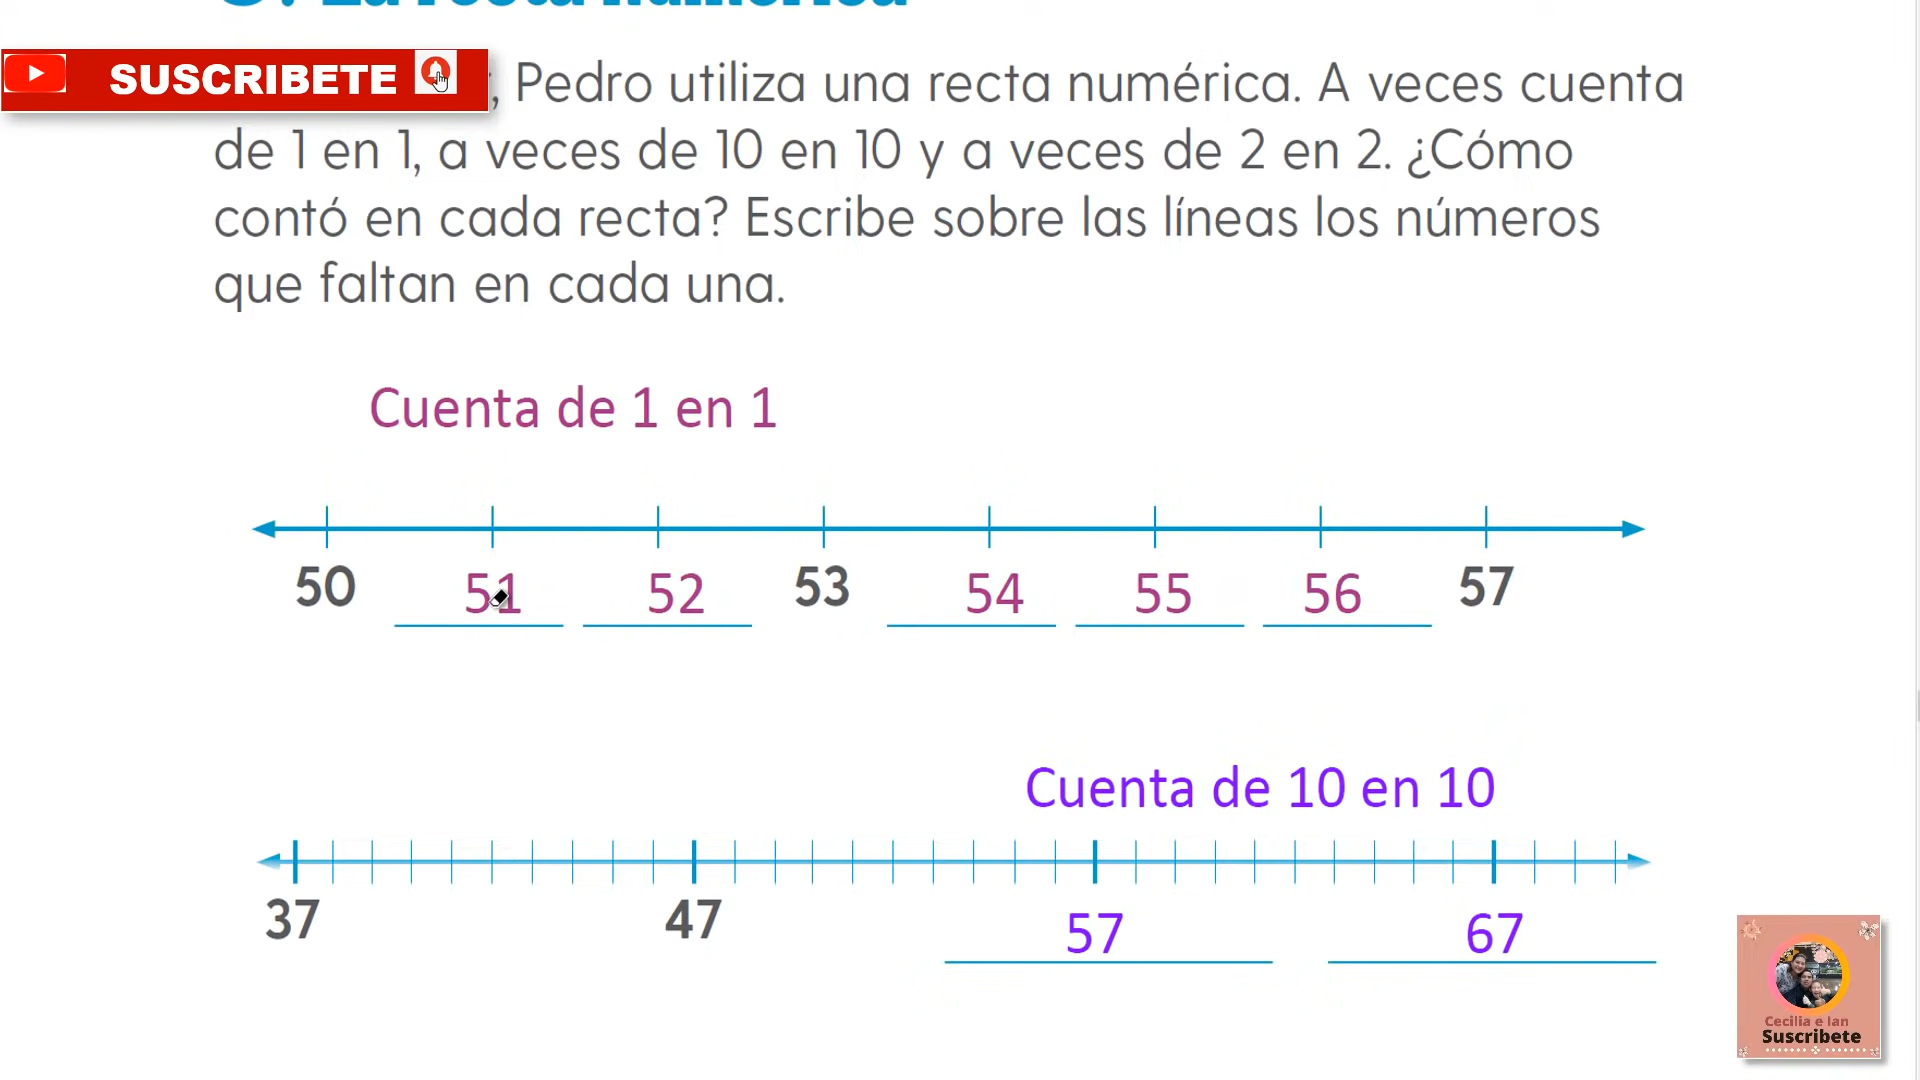 La recta numérica
SUSCRIBETE
; Pedro utiliza una recta numérica. A veces cuenta
de 1 en 1, a veces de 10 en 10 y a veces de 2 en 2. ¿Cómo
contó en cada recta? Escribe sobre las líneas los números
que faltan en cada una.
Cuenta de 1 en 1
50 51 52 53 54 55 56 57
Cuenta de 10 en 10
37 47 57 67
Cecilia e Ian
Suscribete